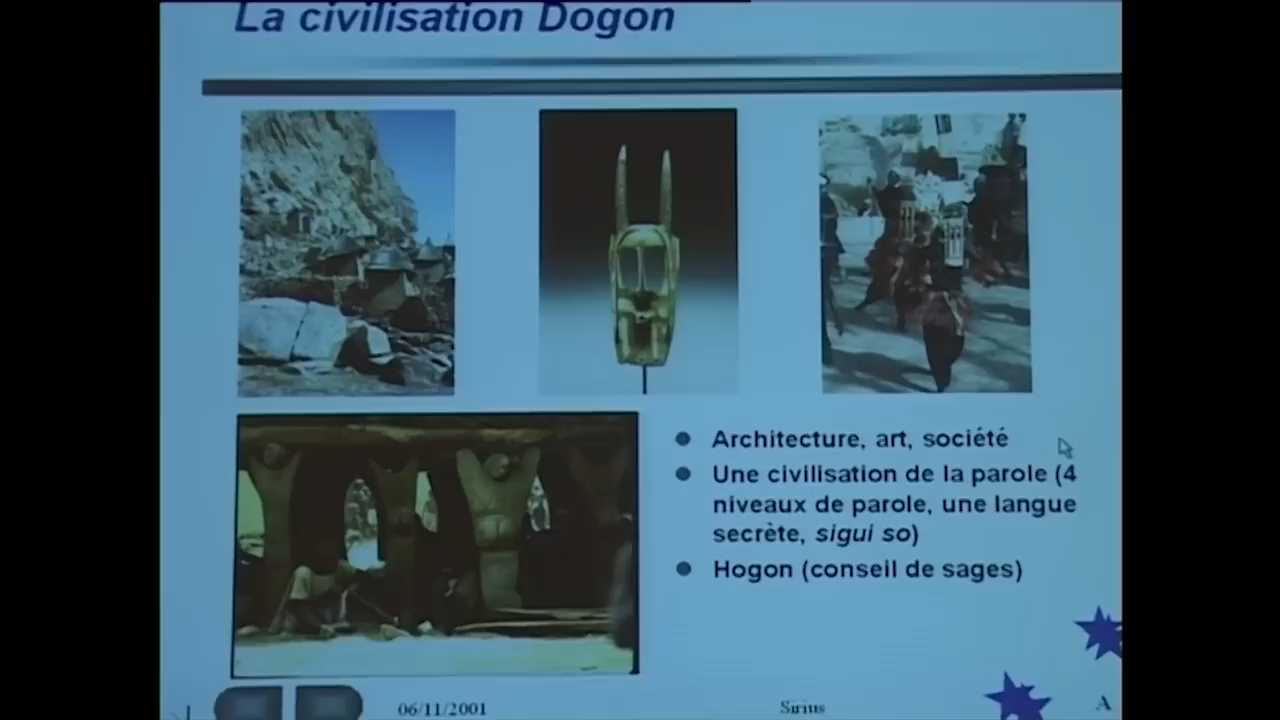 La civilisation Dogon
Architecture, art, société
Une civilisation de la parole (4
niveaux de parole, une langue
secrète, sigui so)
Hogon (conseil de sages)
06/11/2001
Sirius
A